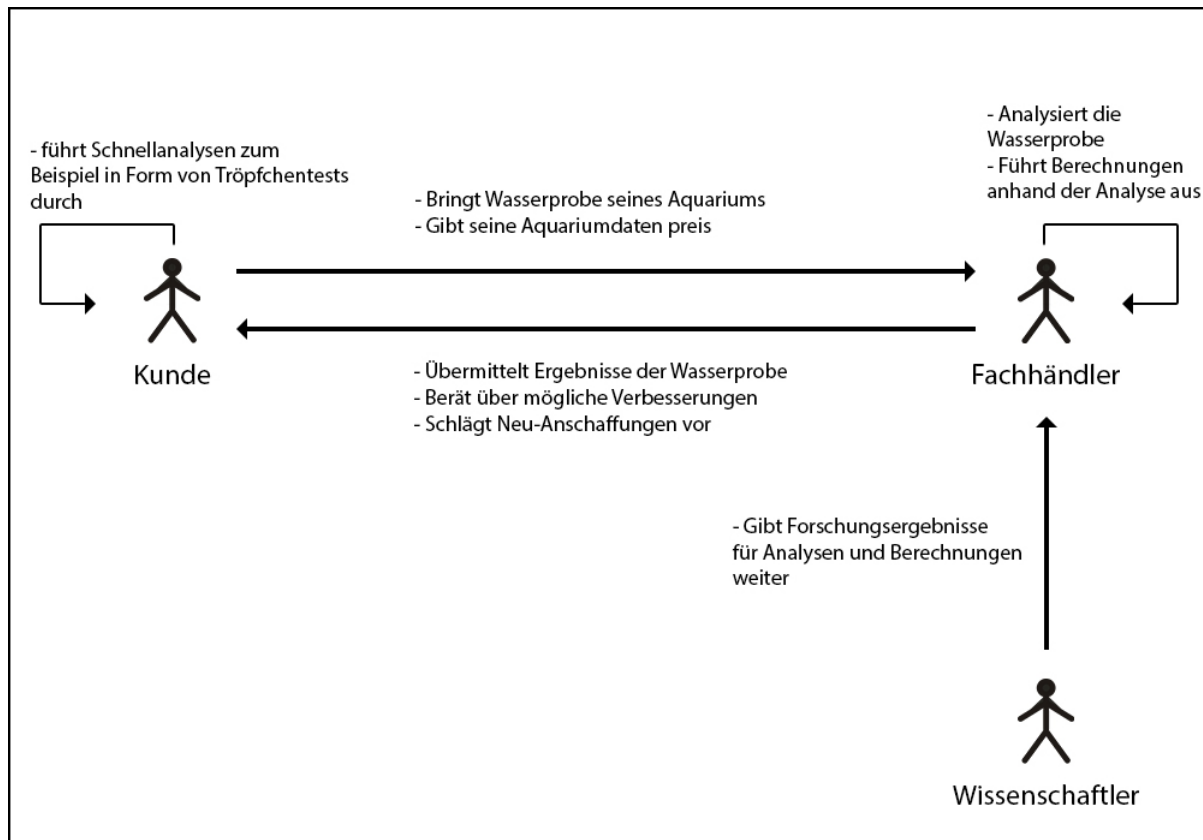 - führt Schnellanalysen zum
Beispiel in Form von Tröpfchentests
durch
- Bringt Wasserprobe seines Aquariums
- Gibt seine Aquariumdaten preis
- Analysiert die
Wasserprobe
- Führt Berechnungen
anhand der Analyse aus
Kunde
- Übermittelt Ergebnisse der Wasserprobe
- Berät über mögliche Verbesserungen
- Schlägt Neu-Anschaffungen vor
Fachhändler
- Gibt Forschungsergebnisse
für Analysen und Berechnungen
weiter
Wissenschaftler